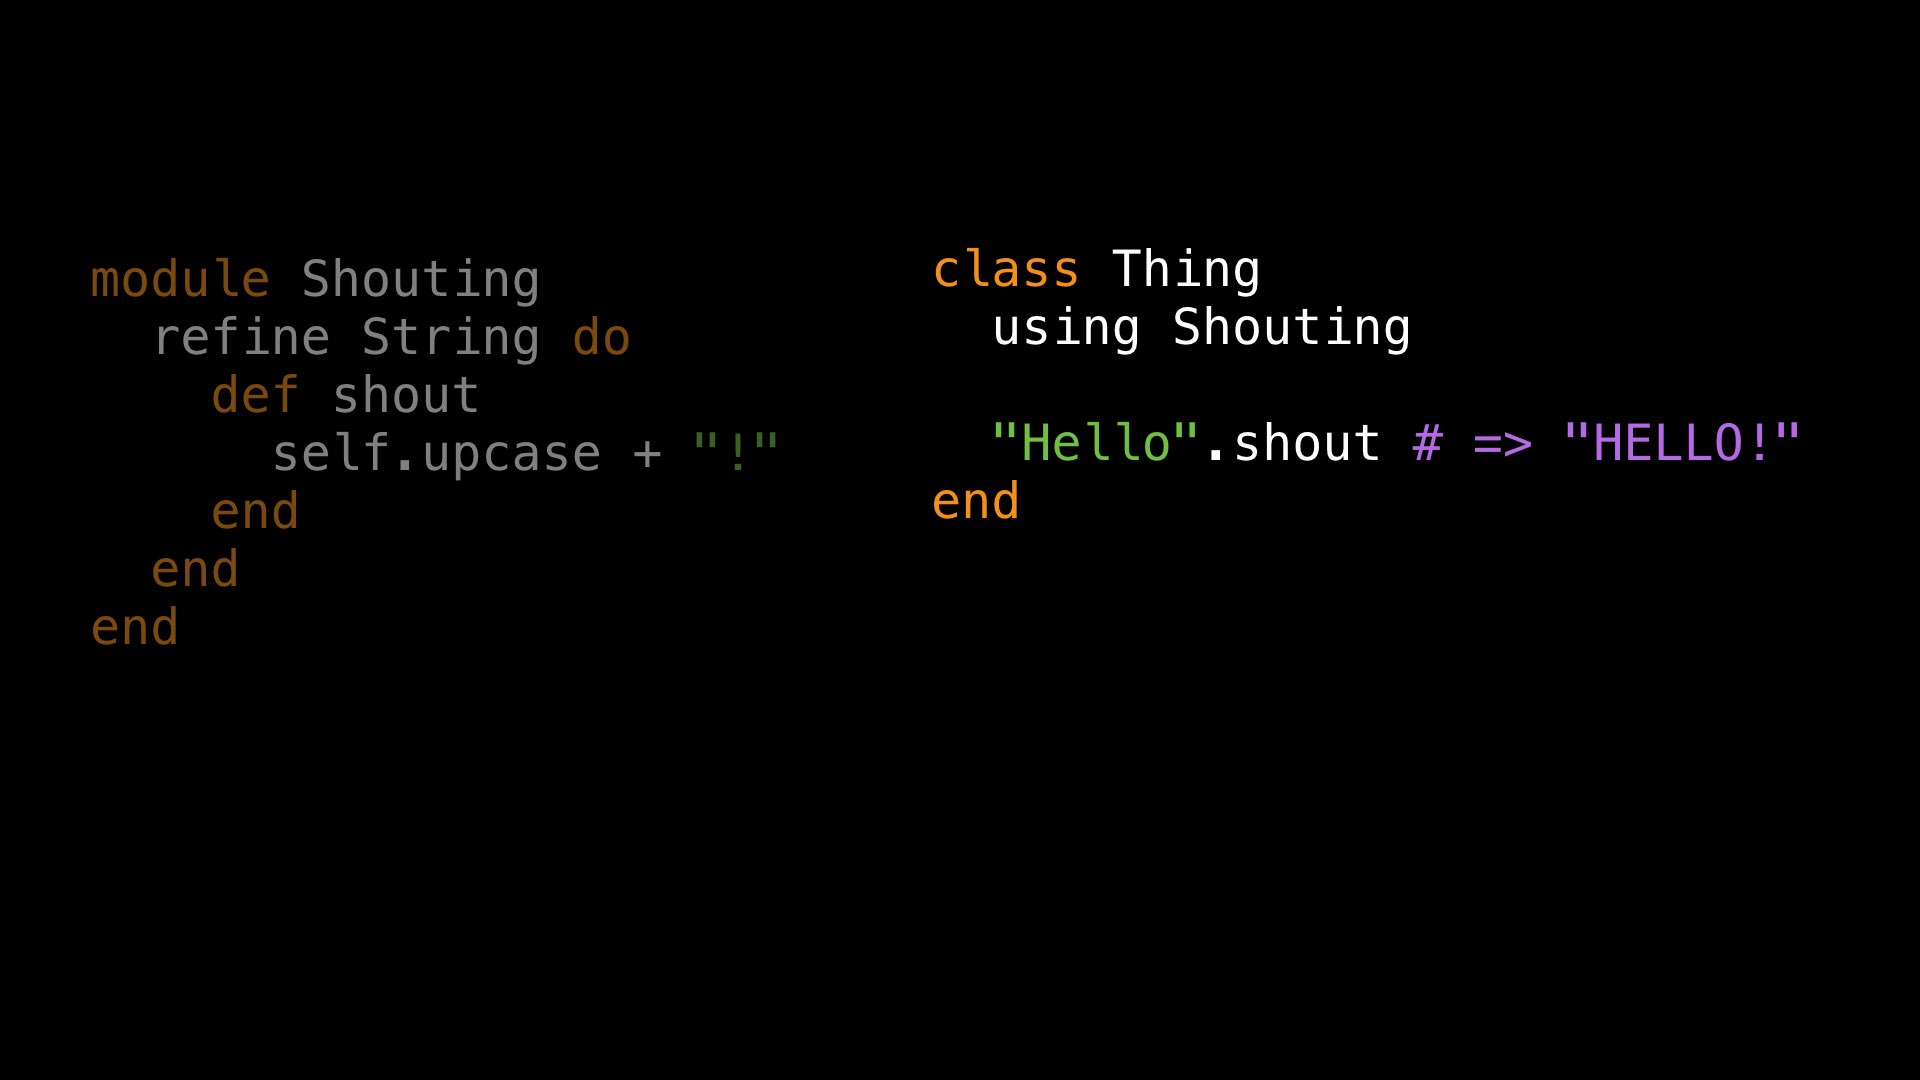 module Shouting
  refine String do
    def shout
      self.upcase + "!"
    end
  end
end
class Thing
  using Shouting

  "Hello".shout # => "HELLO!"
end